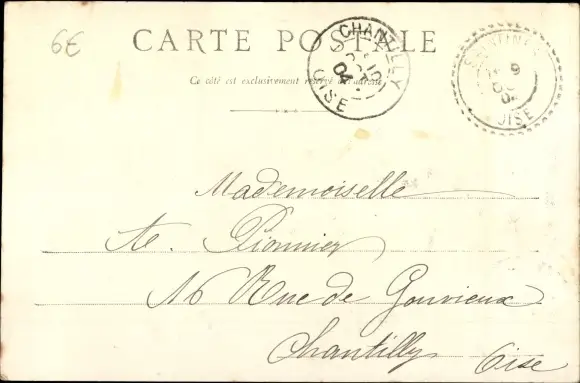 6€
CARTE POSTALE
Ce côté est exclusivement réservé à l'adresse
CHANTILLY
04
OISE
9
OISE
Mademoiselle
Pionnier
16 Rue de Gouvieux
Chantilly Oise